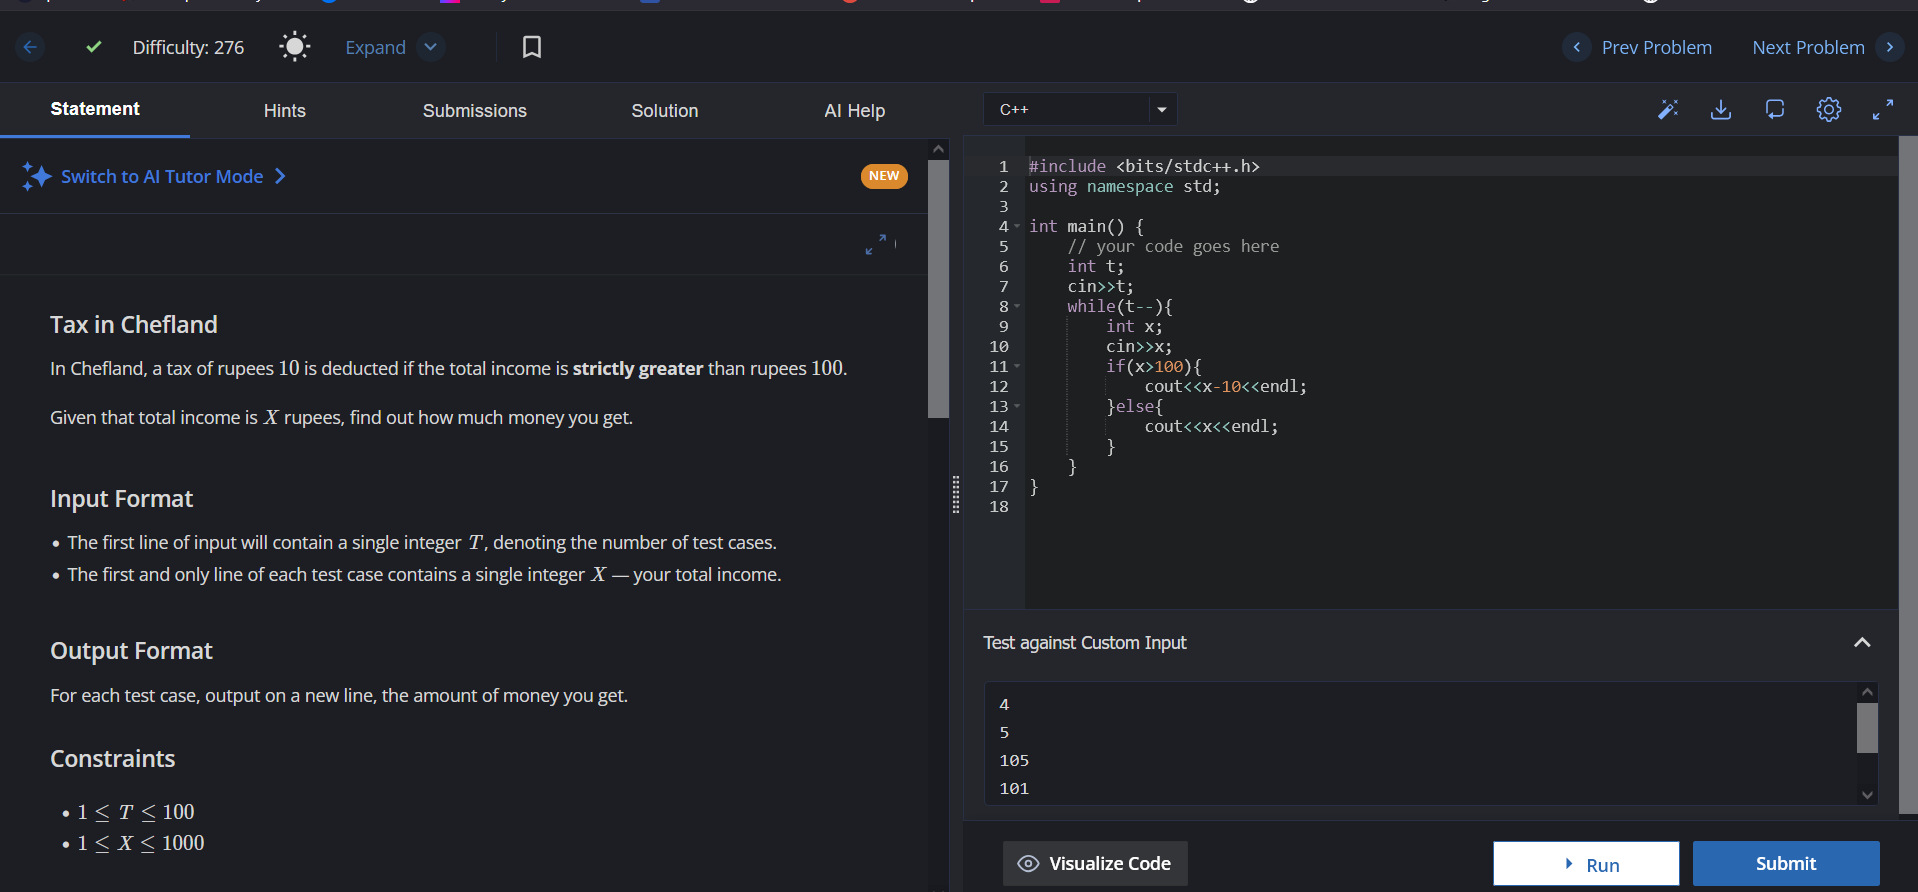 Difficulty: 276
Expand
Prev Problem
Next Problem
Statement
Hints
Submissions
Solution
AI Help
Switch to AI Tutor Mode
NEW
Tax in Chefland
In Chefland, a tax of rupees 10 is deducted if the total income is strictly greater than rupees 100.
Given that total income is X rupees, find out how much money you get.
Input Format
• The first line of input will contain a single integer T, denoting the number of test cases.
• The first and only line of each test case contains a single integer X — your total income.
Output Format
For each test case, output on a new line, the amount of money you get.
Constraints
• 1 ≤ T ≤ 100
• 1 ≤ X ≤ 1000
C++
1 #include <bits/stdc++.h>
2 using namespace std;
3
4 int main() {
5 // your code goes here
6 int t;
7 cin>>t;
8 while(t--){
9 int x;
10 cin>>x;
11 if(x>100){
12 cout<<x-10<<endl;
13 }else{
14 cout<<x<<endl;
15 }
16 }
17 }
18
Test against Custom Input
4
5
105
101
Visualize Code
Run
Submit